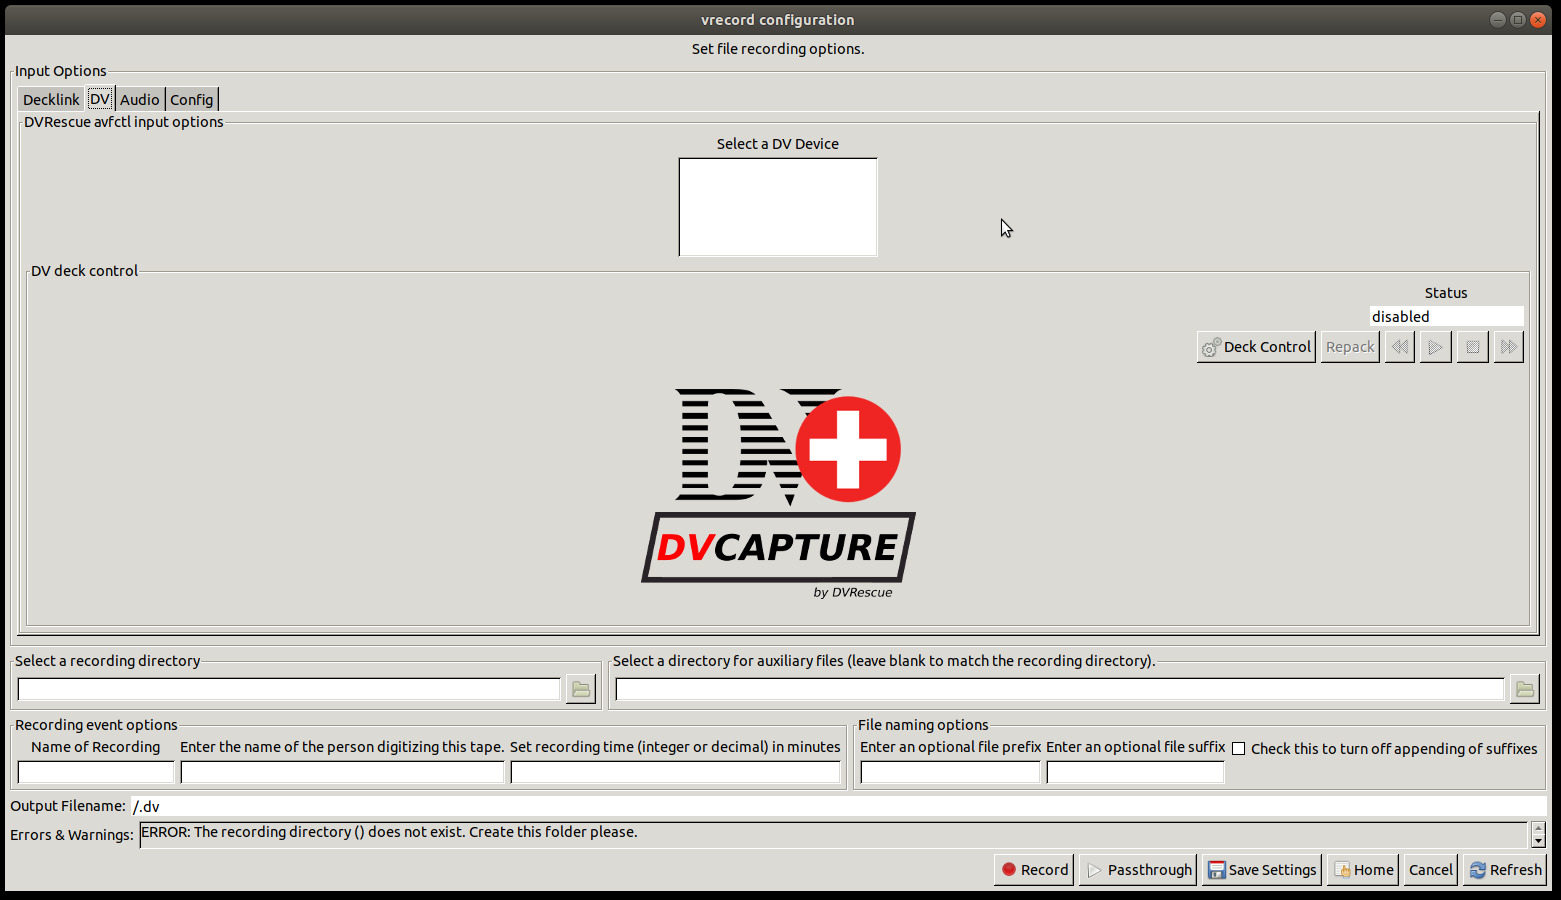 vrecord configuration
Set file recording options.
Input Options
Decklink DV Audio Config
DVRescue avfctl input options
Select a DV Device
DV deck control
Status
disabled
Deck Control Repack
DV
DVCAPTURE
by DVRescue
Select a recording directory Select a directory for auxiliary files (leave blank to match the recording directory).
Recording event options File naming options
Name of Recording Enter the name of the person digitizing this tape. Set recording time (integer or decimal) in minutes Enter an optional file prefix Enter an optional file suffix Check this to turn off appending of suffixes
Output Filename: /.dv
Errors & Warnings: ERROR: The recording directory () does not exist. Create this folder please.
Record Passthrough Save Settings Home Cancel Refresh